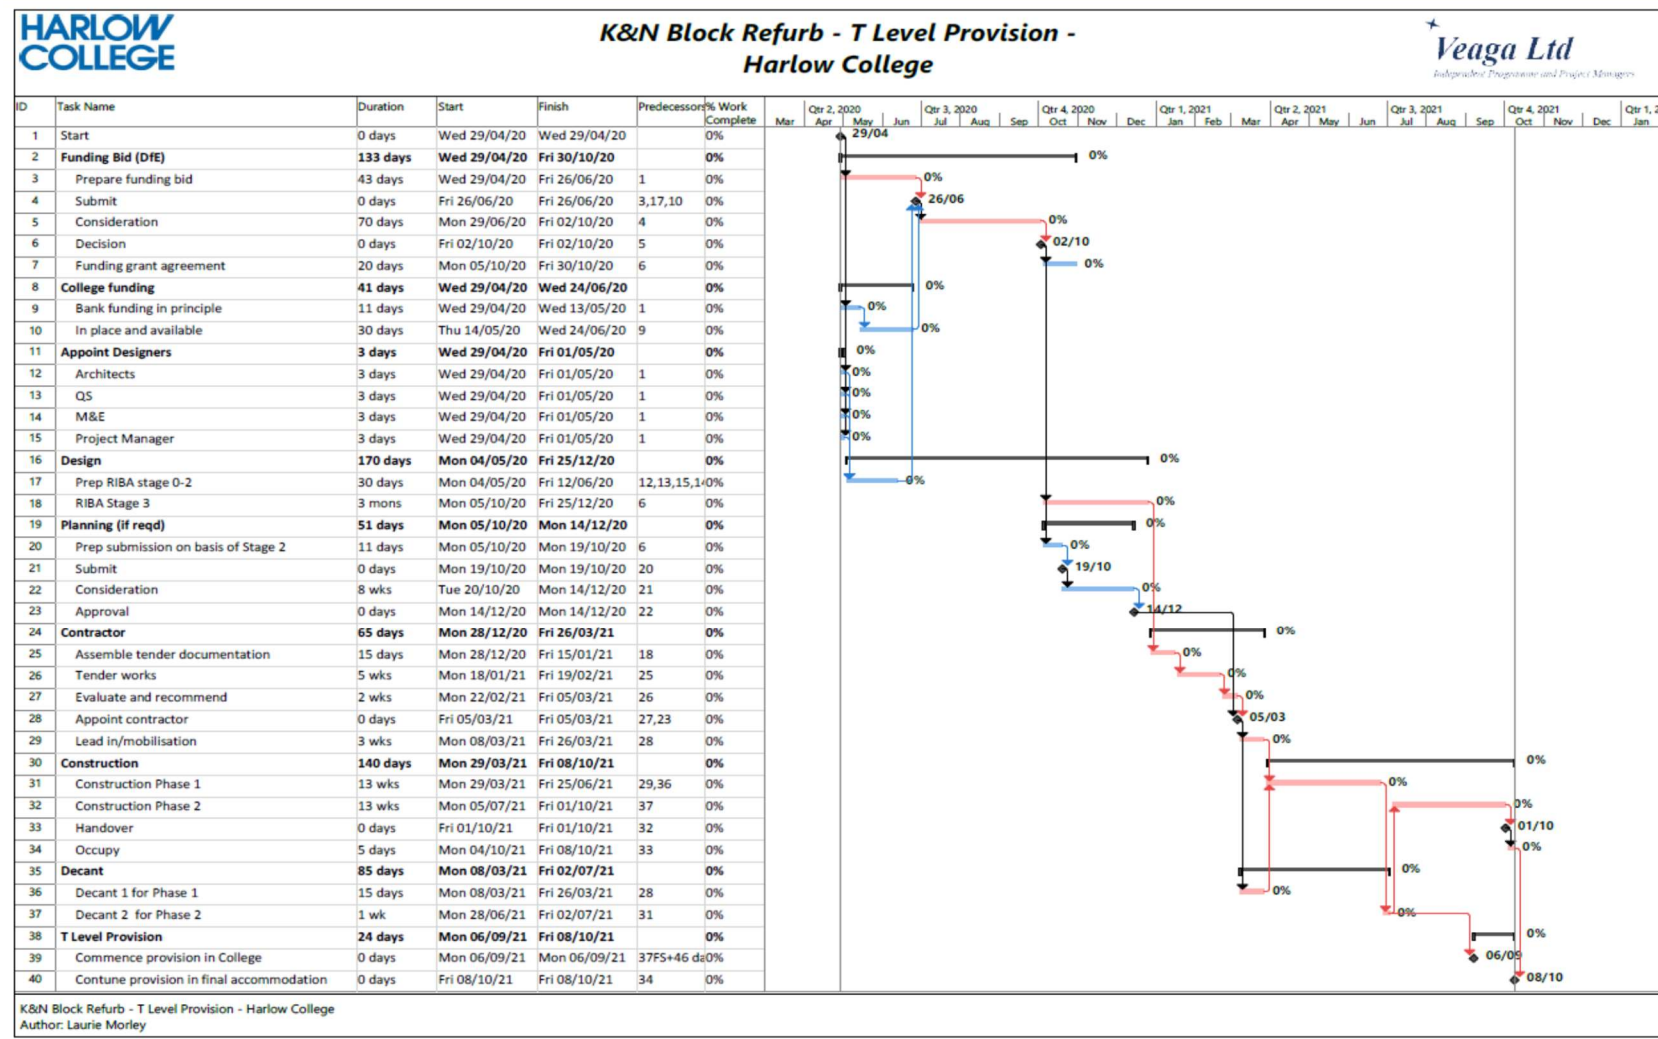 HARLOW
COLLEGE
K&N Block Refurb - T Level Provision -
Harlow College
Veaga Ltd
Independent Programme and Project Managers
ID Task Name Duration Start Finish Predecessors % Work Complete
Qtr 2, 2020 Qtr 3, 2020 Qtr 4, 2020 Qtr 1, 2021 Qtr 2, 2021 Qtr 3, 2021 Qtr 4, 2021 Qtr 1, 2
Mar Apr May Jun Jul Aug Sep Oct Nov Dec Jan Feb Mar Apr May Jun Jul Aug Sep Oct Nov Dec Jan
1 Start 0 days Wed 29/04/20 Wed 29/04/20 0% 29/04
2 Funding Bid (DfE) 133 days Wed 29/04/20 Fri 30/10/20 0% 0%
3 Prepare funding bid 43 days Wed 29/04/20 Fri 26/06/20 1 0% 0%
4 Submit 0 days Fri 26/06/20 Fri 26/06/20 3,17,10 0% 26/06
5 Consideration 70 days Mon 29/06/20 Fri 02/10/20 4 0% 0%
6 Decision 0 days Fri 02/10/20 Fri 02/10/20 5 0% 02/10
7 Funding grant agreement 20 days Mon 05/10/20 Fri 30/10/20 6 0% 0%
8 College funding 41 days Wed 29/04/20 Wed 24/06/20 0% 0%
9 Bank funding in principle 11 days Wed 29/04/20 Wed 13/05/20 1 0% 0%
10 In place and available 30 days Thu 14/05/20 Wed 24/06/20 9 0% 0%
11 Appoint Designers 3 days Wed 29/04/20 Fri 01/05/20 0% 0%
12 Architects 3 days Wed 29/04/20 Fri 01/05/20 1 0% 0%
13 QS 3 days Wed 29/04/20 Fri 01/05/20 1 0% 0%
14 M&E 3 days Wed 29/04/20 Fri 01/05/20 1 0% 0%
15 Project Manager 3 days Wed 29/04/20 Fri 01/05/20 1 0% 0%
16 Design 170 days Mon 04/05/20 Fri 25/12/20 0% 0%
17 Prep RIBA stage 0-2 30 days Mon 04/05/20 Fri 12/06/20 12,13,15,14 0% 0%
18 RIBA Stage 3 3 mons Mon 05/10/20 Fri 25/12/20 6 0% 0%
19 Planning (if reqd) 51 days Mon 05/10/20 Mon 14/12/20 0% 0%
20 Prep submission on basis of Stage 2 11 days Mon 05/10/20 Mon 19/10/20 6 0% 0%
21 Submit 0 days Mon 19/10/20 Mon 19/10/20 20 0% 19/10
22 Consideration 8 wks Tue 20/10/20 Mon 14/12/20 21 0% 0%
23 Approval 0 days Mon 14/12/20 Mon 14/12/20 22 0% 14/12
24 Contractor 65 days Mon 28/12/20 Fri 26/03/21 0% 0%
25 Assemble tender documentation 15 days Mon 28/12/20 Fri 15/01/21 18 0% 0%
26 Tender works 5 wks Mon 18/01/21 Fri 19/02/21 25 0% 0%
27 Evaluate and recommend 2 wks Mon 22/02/21 Fri 05/03/21 26 0% 0%
28 Appoint contractor 0 days Fri 05/03/21 Fri 05/03/21 27,23 0% 05/03
29 Lead in/mobilisation 3 wks Mon 08/03/21 Fri 26/03/21 28 0% 0%
30 Construction 140 days Mon 29/03/21 Fri 08/10/21 0% 0%
31 Construction Phase 1 13 wks Mon 29/03/21 Fri 25/06/21 29,36 0% 0%
32 Construction Phase 2 13 wks Mon 05/07/21 Fri 01/10/21 37 0% 0%
33 Handover 0 days Fri 01/10/21 Fri 01/10/21 32 0% 01/10
34 Occupy 5 days Mon 04/10/21 Fri 08/10/21 33 0% 0%
35 Decant 85 days Mon 08/03/21 Fri 02/07/21 0% 0%
36 Decant 1 for Phase 1 15 days Mon 08/03/21 Fri 26/03/21 28 0% 0%
37 Decant 2 for Phase 2 1 wk Mon 28/06/21 Fri 02/07/21 31 0% 0%
38 T Level Provision 24 days Mon 06/09/21 Fri 08/10/21 0% 0%
39 Commence provision in College 0 days Mon 06/09/21 Mon 06/09/21 37FS+46 da 0% 06/09
40 Contune provision in final accommodation 0 days Fri 08/10/21 Fri 08/10/21 34 0% 08/10
K&N Block Refurb - T Level Provision - Harlow College
Author: Laurie Morley